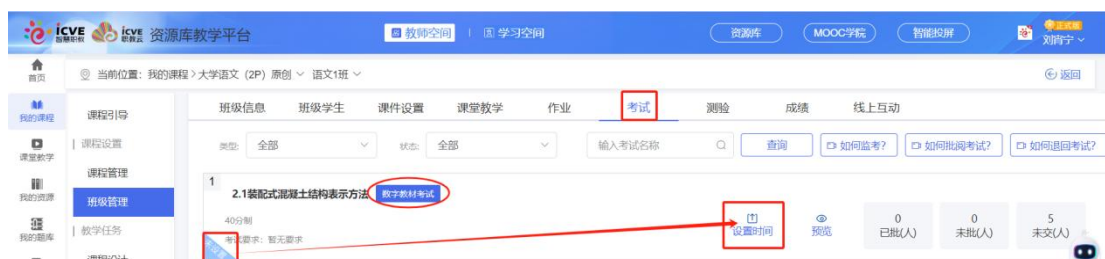 icve 智慧职教 icve 职教云 资源库教学平台 教师空间 学习空间 资源库 MOOC学院 智能投屏 正式版 刘肖宁
首页 当前位置：我的课程>大学语文（2P）原创 语文1班 返回
我的课程 课程引导 班级信息 班级学生 课件设置 课堂教学 作业 考试 测验 成绩 线上互动
课堂教学 课程设置 类型: 全部 状态: 全部 输入考试名称 查询 如何监考? 如何批阅考试? 如何退回考试?
我的资源 课程管理
班级管理 1 2.1装配式混凝土结构表示方法 数字教材考试
我的题库 教学任务 40分制 设置时间 预览 0 已批(人) 0 未批(人) 5 未交(人)
考试要求：暂无要求